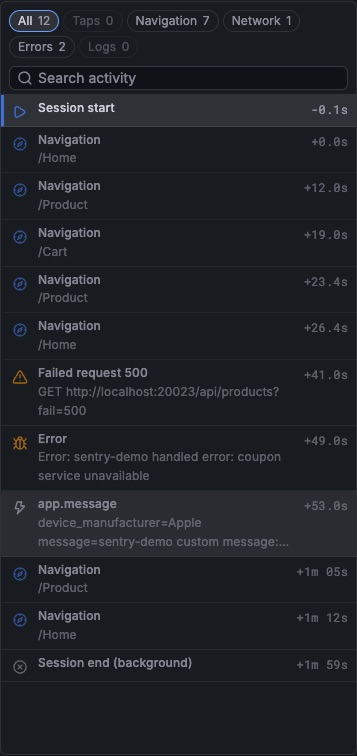 All 12 Taps 0 Navigation 7 Network 1
Errors 2 Logs 0
Search activity
Session start -0.1s
Navigation +0.0s
/Home
Navigation +12.0s
/Product
Navigation +19.0s
/Cart
Navigation +23.4s
/Product
Navigation +26.4s
/Home
Failed request 500 +41.0s
GET http://localhost:20023/api/products?
fail=500
Error +49.0s
Error: sentry-demo handled error: coupon
service unavailable
app.message +53.0s
device_manufacturer=Apple
message=sentry-demo custom message:...
Navigation +1m 05s
/Product
Navigation +1m 12s
/Home
Session end (background) +1m 59s